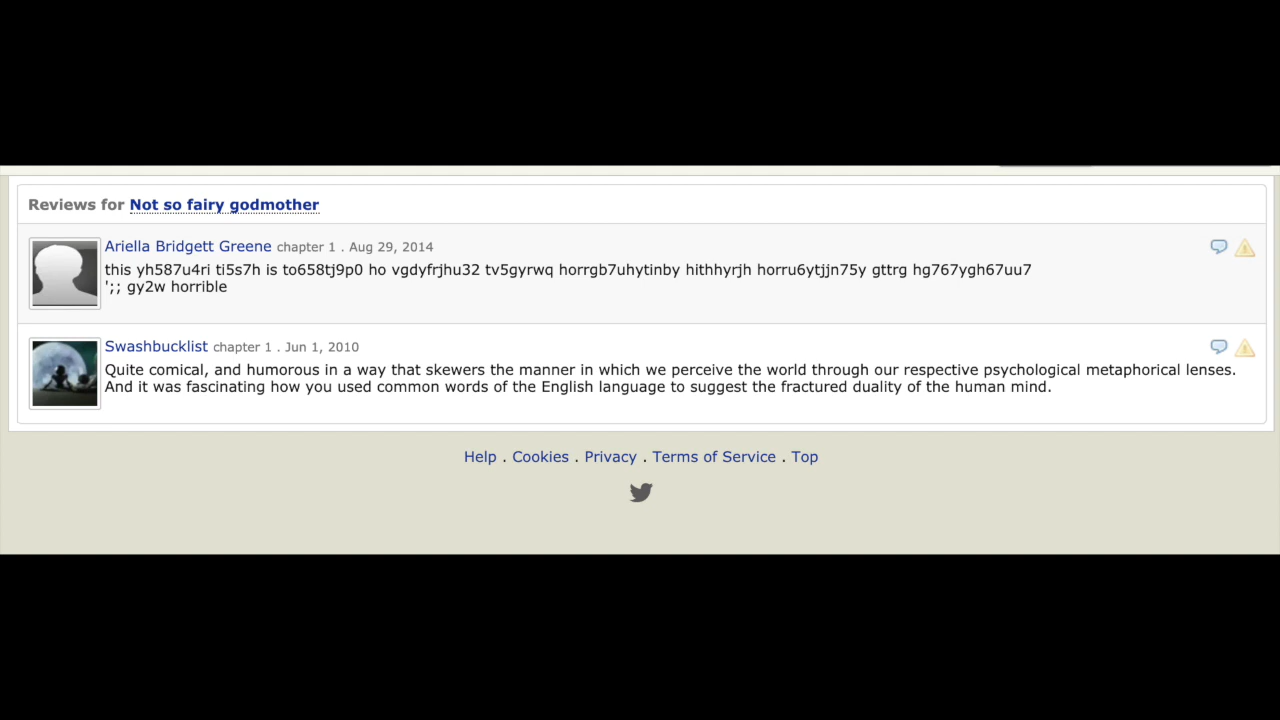 Reviews for Not so fairy godmother
Ariella Bridgett Greene chapter 1 . Aug 29, 2014
this yh587u4ri ti5s7h is to658tj9p0 ho vgdyfrjhu32 tv5gyrwq horrgb7uhytinby hithhyrjh horru6ytjjn75y gttrg hg767ygh67uu7
';; gy2w horrible
Swashbucklist chapter 1 . Jun 1, 2010
Quite comical, and humorous in a way that skewers the manner in which we perceive the world through our respective psychological metaphorical lenses.
And it was fascinating how you used common words of the English language to suggest the fractured duality of the human mind.
Help . Cookies . Privacy . Terms of Service . Top